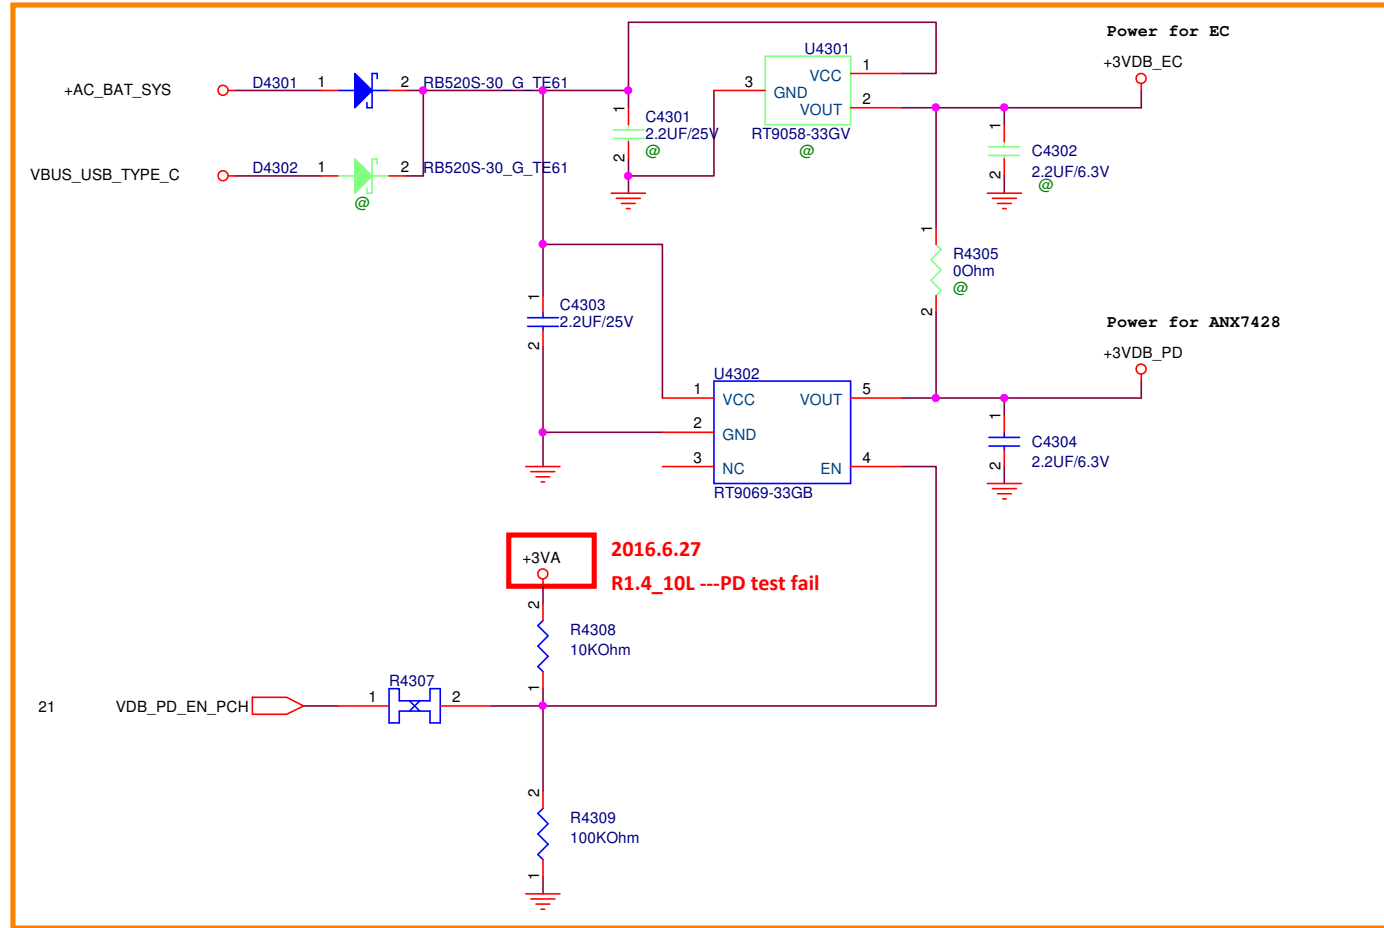 Power for EC
U4301
+3VDB_EC
+AC_BAT_SYS
D4301
1
2
RB520S-30_G_TE61
3
GND
VCC
1
VOUT
2
RT9058-33GV
@
1
C4301
2.2UF/25V
@
2
1
C4302
2.2UF/6.3V
@
2
VBUS_USB_TYPE_C
D4302
1
2
RB520S-30_G_TE61
@
1
R4305
0Ohm
@
2
1
C4303
2.2UF/25V
2
Power for ANX7428
+3VDB_PD
U4302
1
VCC
VOUT
5
2
GND
3
NC
EN
4
RT9069-33GB
1
C4304
2.2UF/6.3V
2
+3VA
2016.6.27
R1.4_10L ---PD test fail
2
R4308
10KOhm
1
21
VDB_PD_EN_PCH
1
R4307
2
2
R4309
100KOhm
1